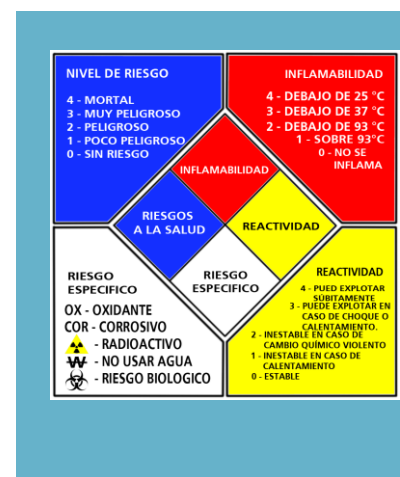 NIVEL DE RIESGO
4 - MORTAL
3 - MUY PELIGROSO
2 - PELIGROSO
1 - POCO PELIGROSO
0 - SIN RIESGO
INFLAMABILIDAD
4 - DEBAJO DE 25 °C
3 - DEBAJO DE 37 °C
2 - DEBAJO DE 93 °C
1 - SOBRE 93°C
0 - NO SE
INFLAMA
INFLAMABILIDAD
RIESGOS
A LA SALUD
REACTIVIDAD
RIESGO
ESPECIFICO
RIESGO
ESPECIFICO
OX - OXIDANTE
COR - CORROSIVO
- RADIOACTIVO
W - NO USAR AGUA
- RIESGO BIOLOGICO
REACTIVIDAD
4 - PUED EXPLOTAR
SÚBITAMENTE
3 - PUEDE EXPLOTAR EN
CASO DE CHOQUE O
CALENTAMIENTO.
2 - INESTABLE EN CASO DE
CAMBIO QUÍMICO VIOLENTO
1 - INESTABLE EN CASO DE
CALENTAMIENTO
0 - ESTABLE